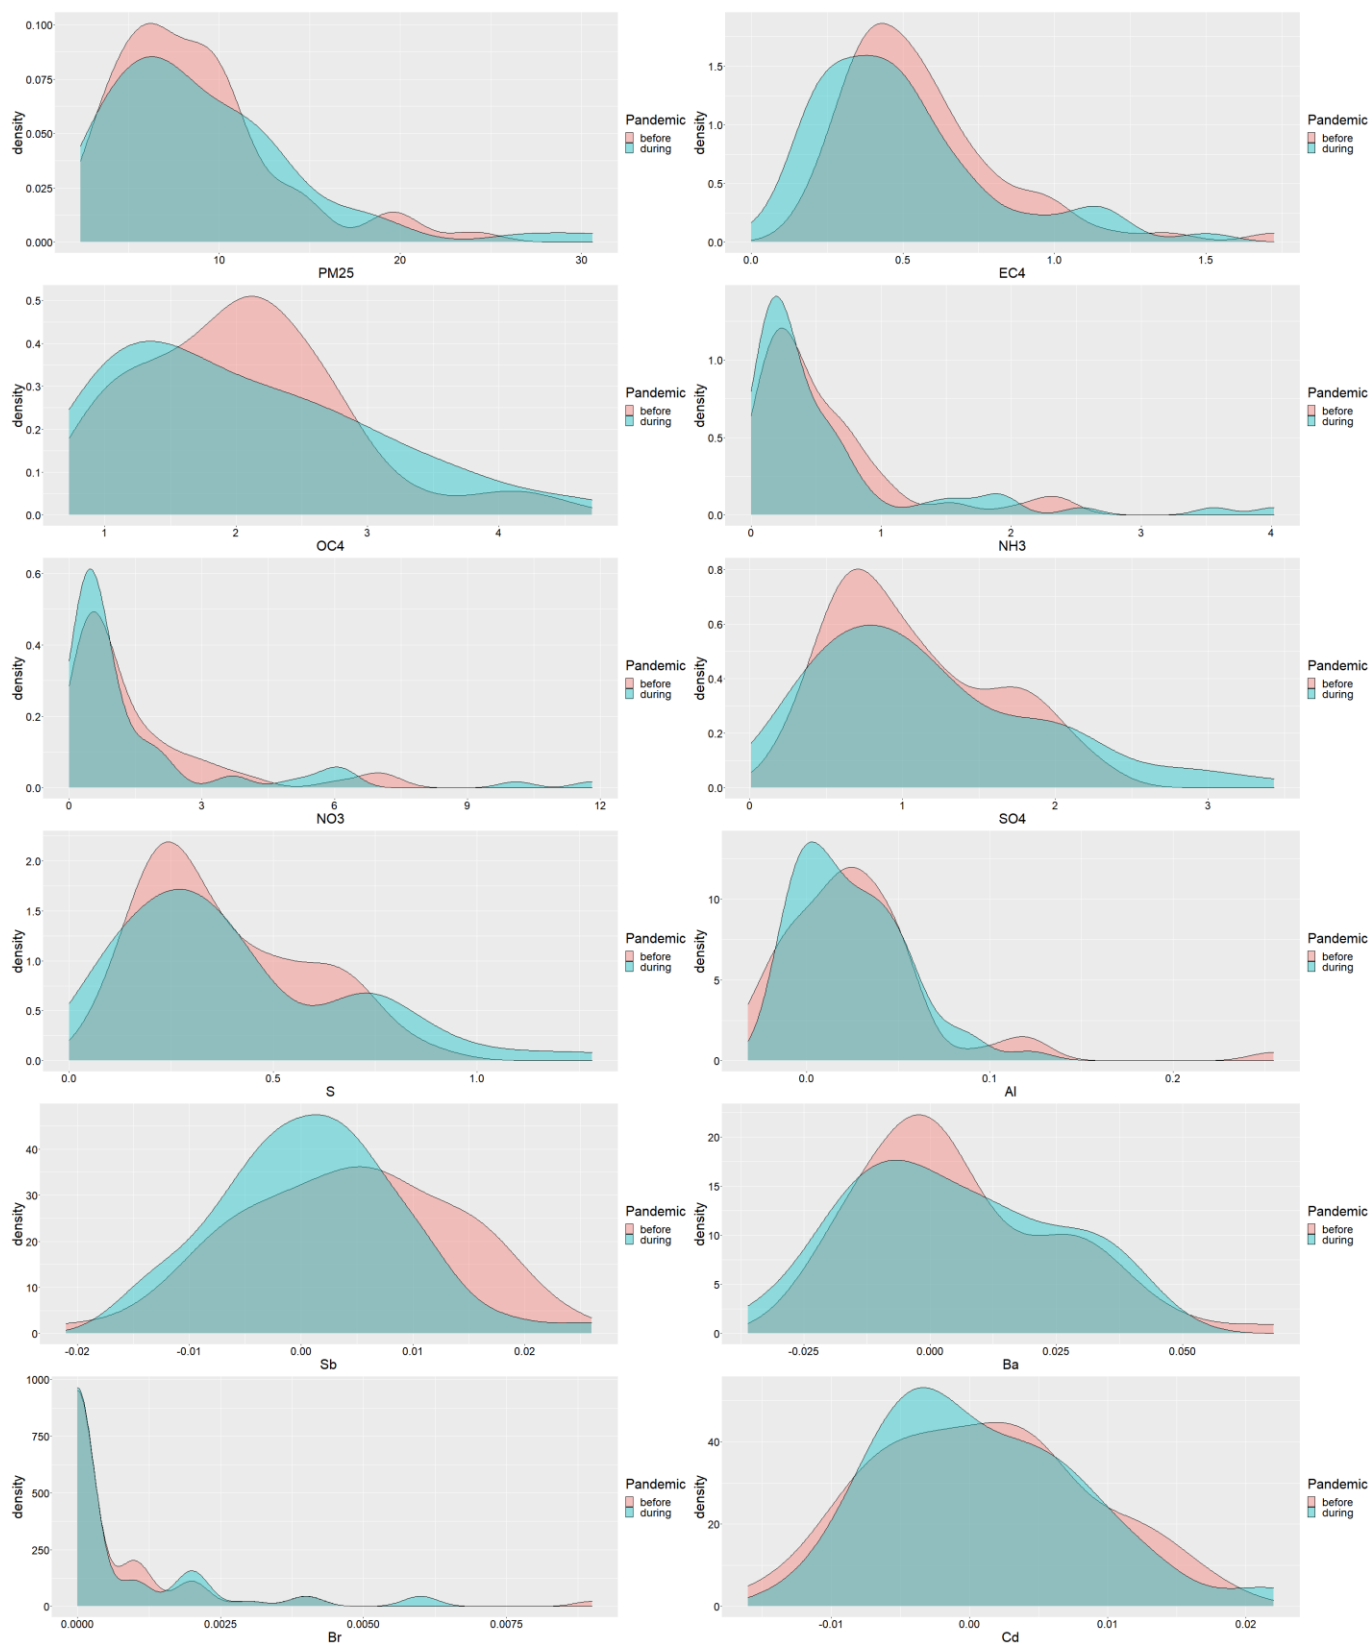 0.100
0.075
0.050
0.025
0.000
density
10 20 30
PM25
Pandemic
before
during
1.5
1.0
0.5
0.0
density
0.0 0.5 1.0 1.5
EC4
Pandemic
before
during
0.5
0.4
0.3
0.2
0.1
0.0
density
1 2 3 4
OC4
Pandemic
before
during
1.0
0.5
0.0
density
0 1 2 3 4
NH3
Pandemic
before
during
0.6
0.4
0.2
0.0
density
0 3 6 9 12
NO3
Pandemic
before
during
0.8
0.6
0.4
0.2
0.0
density
0 1 2 3
SO4
Pandemic
before
during
2.0
1.5
1.0
0.5
0.0
density
0.0 0.5 1.0
S
Pandemic
before
during
10
5
0
density
0.0 0.1 0.2
Al
Pandemic
before
during
40
30
20
10
0
density
-0.02 -0.01 0.00 0.01 0.02
Sb
Pandemic
before
during
20
15
10
5
0
density
-0.025 0.000 0.025 0.050
Ba
Pandemic
before
during
1000
750
500
250
0
density
0.0000 0.0025 0.0050 0.0075
Br
Pandemic
before
during
40
20
0
density
-0.01 0.00 0.01 0.02
Cd
Pandemic
before
during